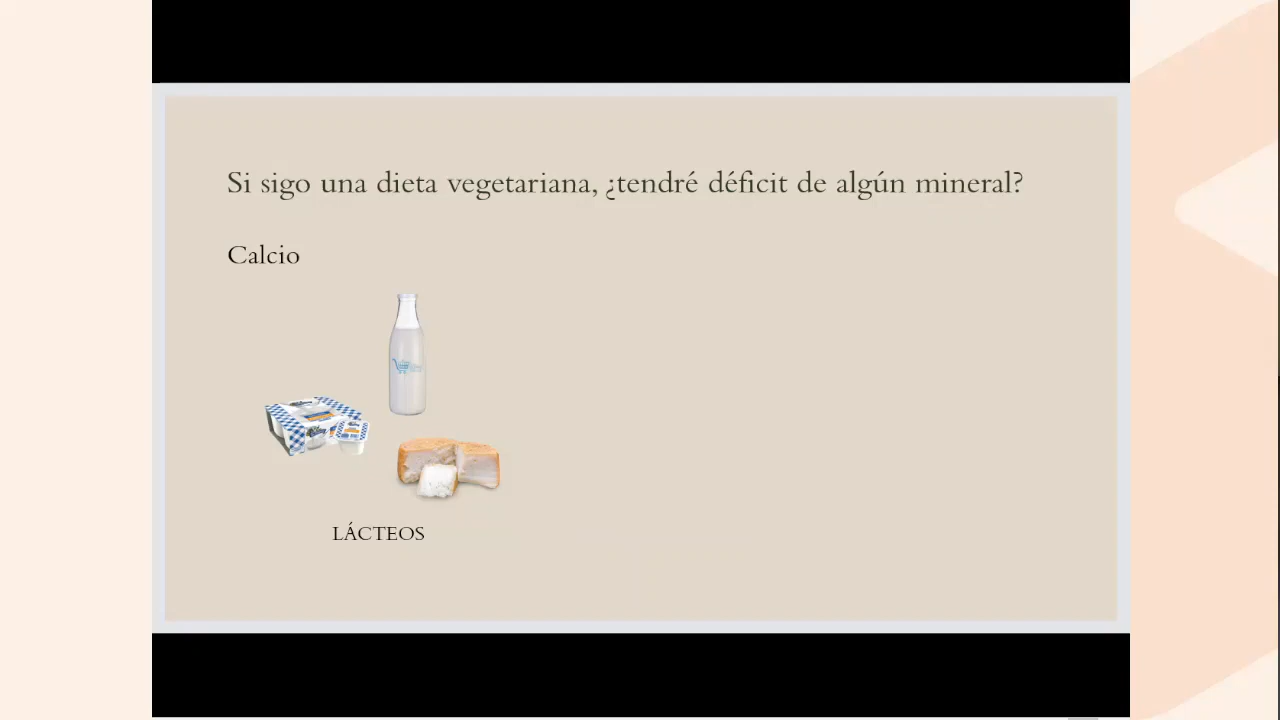 Si sigo una dieta vegetariana, ¿tendré déficit de algún mineral?
Calcio
LÁCTEOS